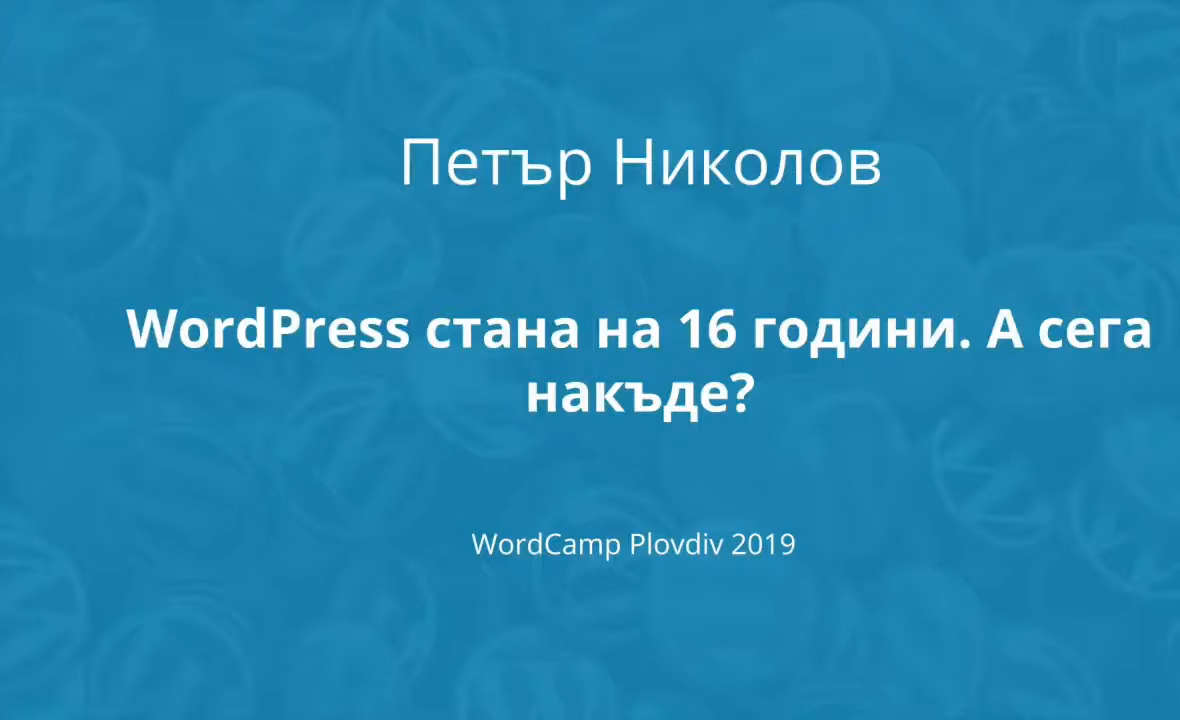 Петър Николов
WordPress стана на 16 години. А сега
накъде?
WordCamp Plovdiv 2019